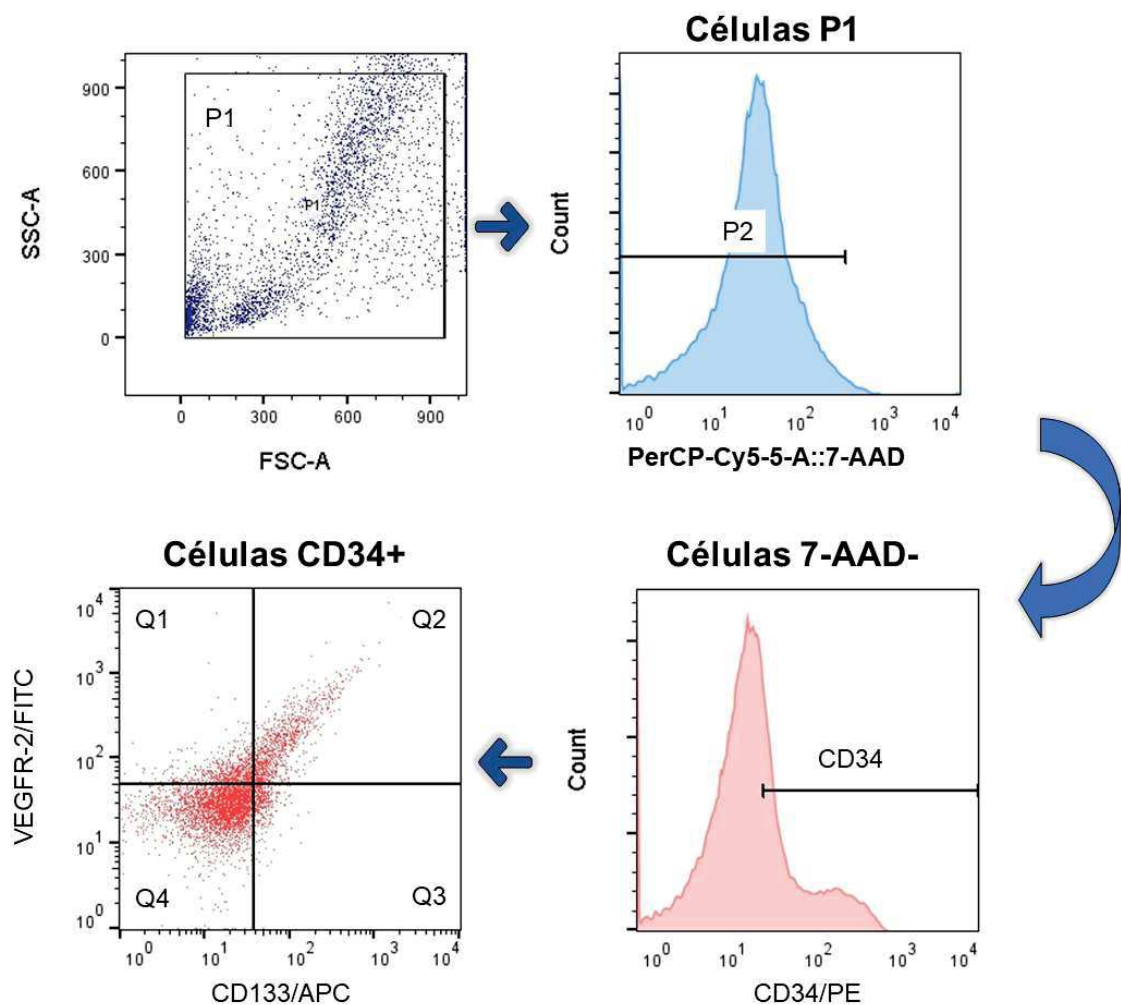 P1
P1
SSC-A
900
600
300
0
0 300 600 900
FSC-A
Células P1
P2
Count
10^0 10^1 10^2 10^3 10^4
PerCP-Cy5-5-A::7-AAD
Células 7-AAD-
CD34
Count
10^0 10^1 10^2 10^3 10^4
CD34/PE
Células CD34+
Q1 Q2
Q4 Q3
VEGFR-2/FITC
10^4
10^3
10^2
10^1
10^0
10^0 10^1 10^2 10^3 10^4
CD133/APC